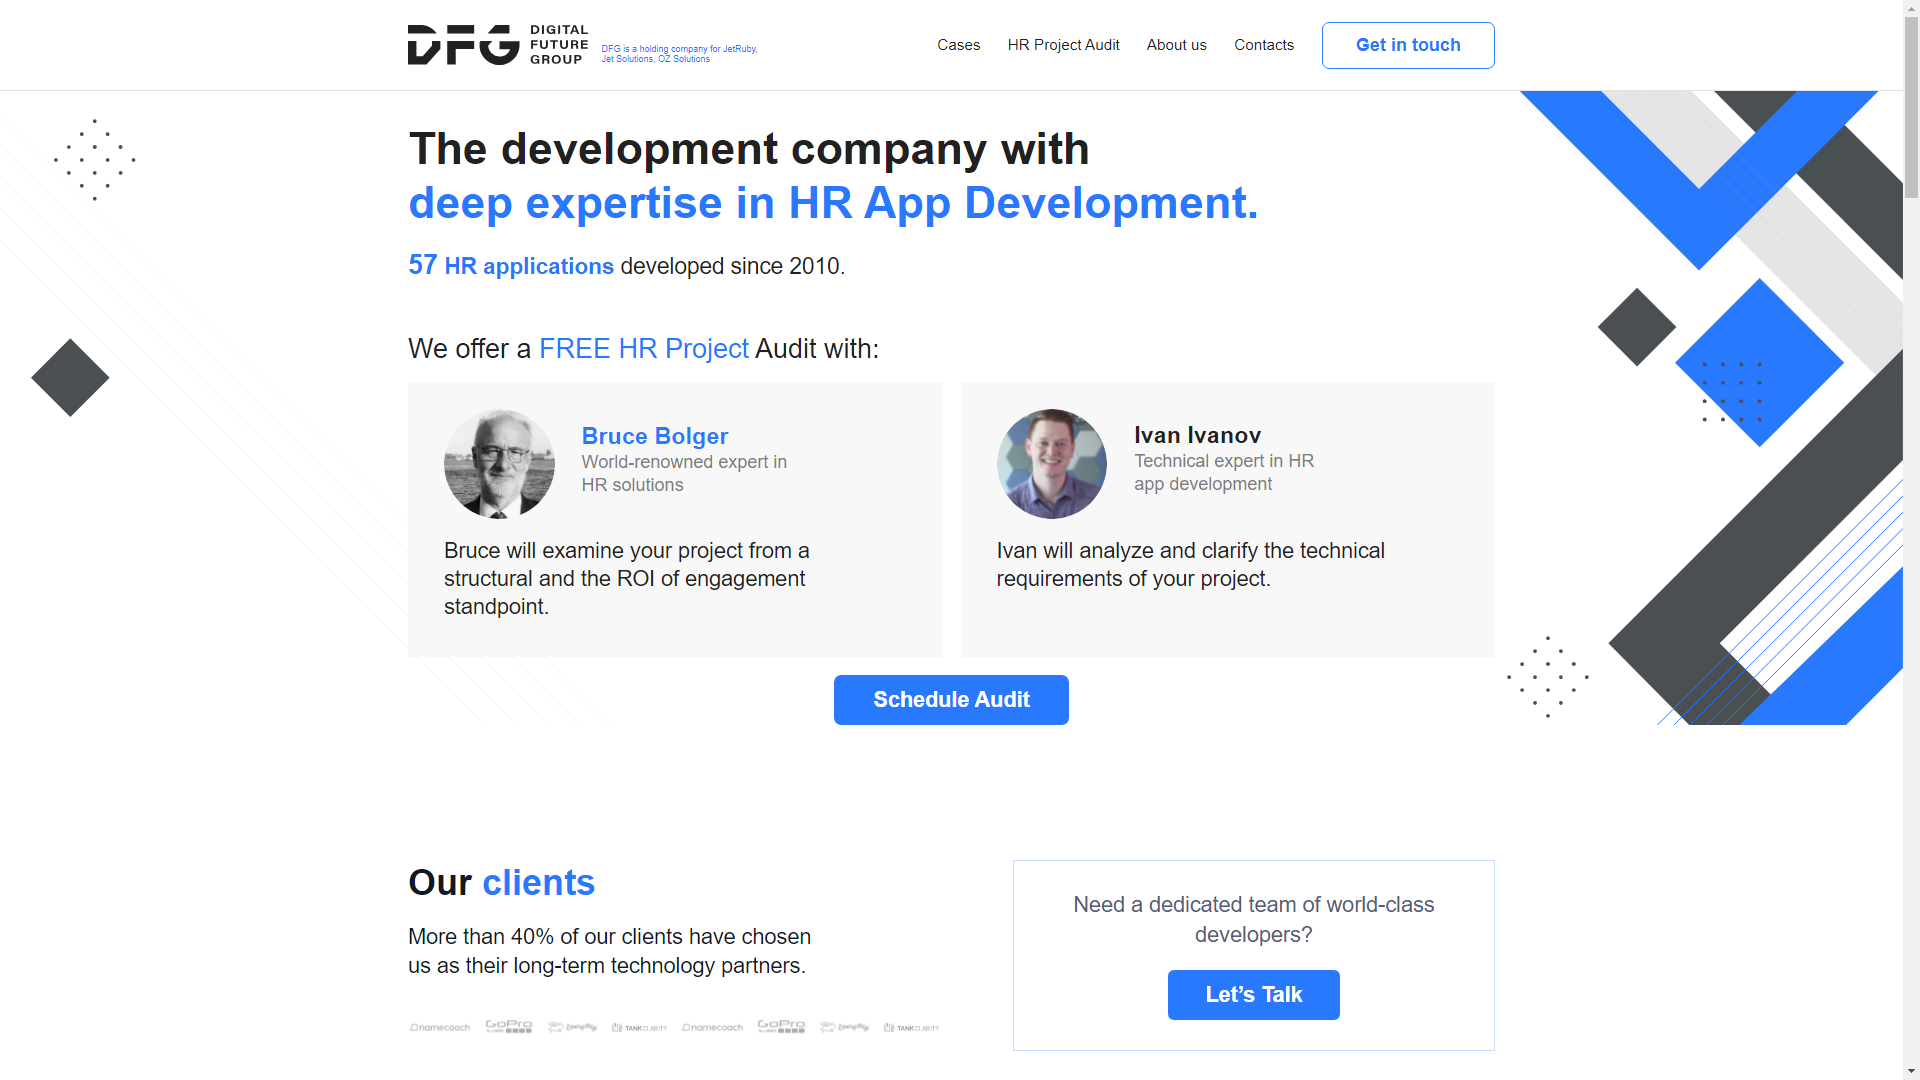 DFG
DIGITAL
FUTURE
GROUP
DFG is a holding company for JetRuby,
Jet Solutions, OZ Solutions
Cases
HR Project Audit
About us
Contacts
Get in touch
The development company with
deep expertise in HR App Development.
57 HR applications developed since 2010.
We offer a FREE HR Project Audit with:
Bruce Bolger
World-renowned expert in
HR solutions
Bruce will examine your project from a
structural and the ROI of engagement
standpoint.
Ivan Ivanov
Technical expert in HR
app development
Ivan will analyze and clarify the technical
requirements of your project.
Schedule Audit
Our clients
More than 40% of our clients have chosen
us as their long-term technology partners.
namecoach GoPro TANKCLARITY namecoach GoPro TANKCLARITY
Need a dedicated team of world-class
developers?
Let’s Talk